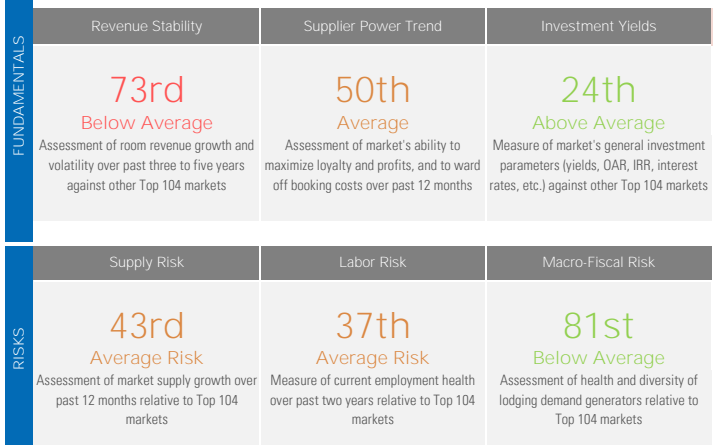 FUNDAMENTALS
Revenue Stability
73rd
Below Average
Assessment of room revenue growth and
volatility over past three to five years
against other Top 104 markets
Supplier Power Trend
50th
Average
Assessment of market's ability to
maximize loyalty and profits, and to ward
off booking costs over past 12 months
Investment Yields
24th
Above Average
Measure of market's general investment
parameters (yields, OAR, IRR, interest
rates, etc.) against other Top 104 markets
RISKS
Supply Risk
43rd
Average Risk
Assessment of market supply growth over
past 12 months relative to Top 104
markets
Labor Risk
37th
Average Risk
Measure of current employment health
over past two years relative to Top 104
markets
Macro-Fiscal Risk
81st
Below Average
Assessment of health and diversity of
lodging demand generators relative to
Top 104 markets